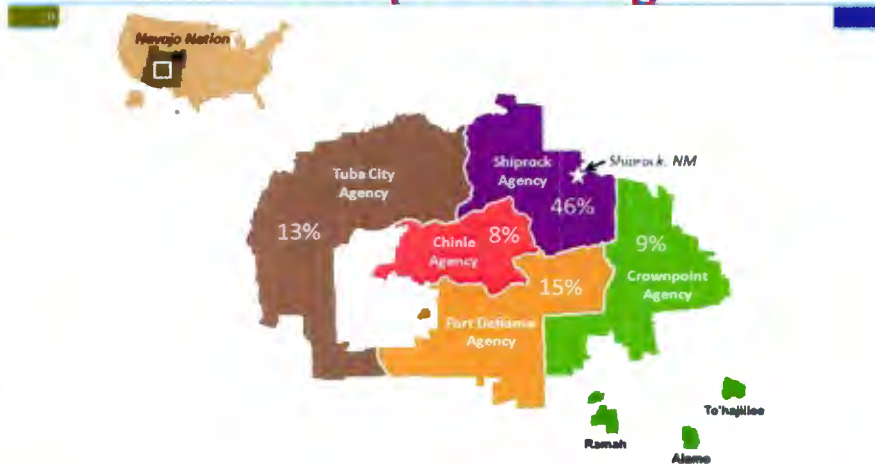 Navajo Nation
Tuba City
Agency
13%
Shiprock
Agency
46%
Shiprock, NM
Chinle
Agency
8%
9%
Crownpoint
Agency
15%
Fort Defiance
Agency
To'hajiilee
Ramah
Alamo